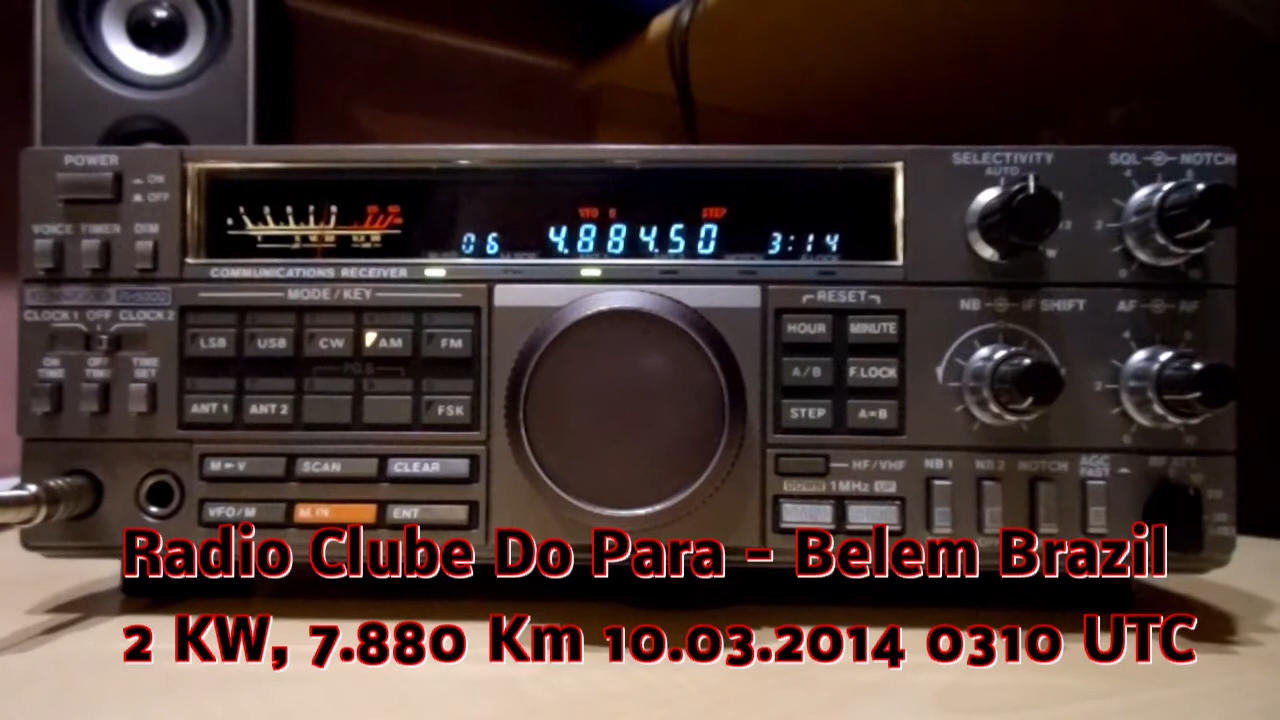 POWER
ON
OFF
VOICE TIMER DIM
VFO B STEP
06 4.884.50 3:14
COMMUNICATIONS RECEIVER
SELECTIVITY
AUTO
SQL NOTCH
MODE/KEY
CLOCK 1 OFF CLOCK 2
LSB USB CW AM FM
ON TIME OFF TIME TIME SET
ANT 1 ANT 2 FSK
RESET
HOUR MINUTE
A/B F.LOCK
STEP A=B
NB IF SHIFT
AF RF
M►V SCAN CLEAR
VFO/M M.IN ENT
HF/VHF
DOWN 1MHz UP
NB 1 NB 2 NOTCH AGC FAST
Radio Clube Do Para - Belem Brazil
2 KW, 7.880 Km 10.03.2014 0310 UTC